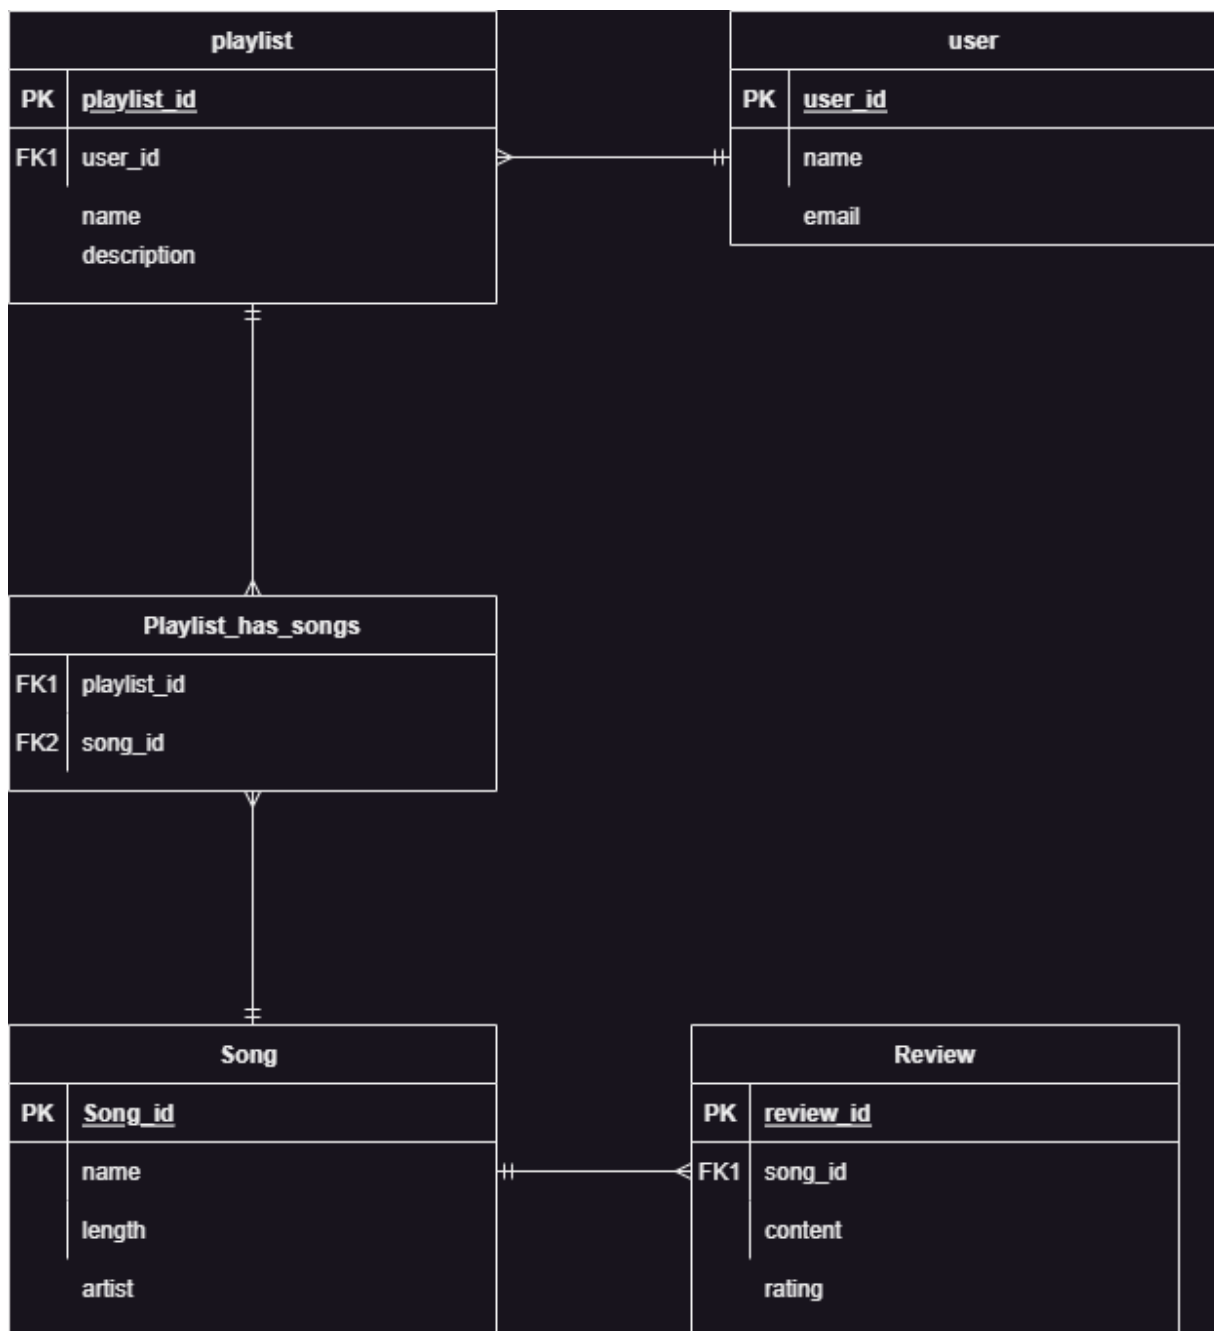 playlist
PK playlist_id
FK1 user_id
name
description
user
PK user_id
name
email
Playlist_has_songs
FK1 playlist_id
FK2 song_id
Song
PK Song_id
name
length
artist
Review
PK review_id
FK1 song_id
content
rating